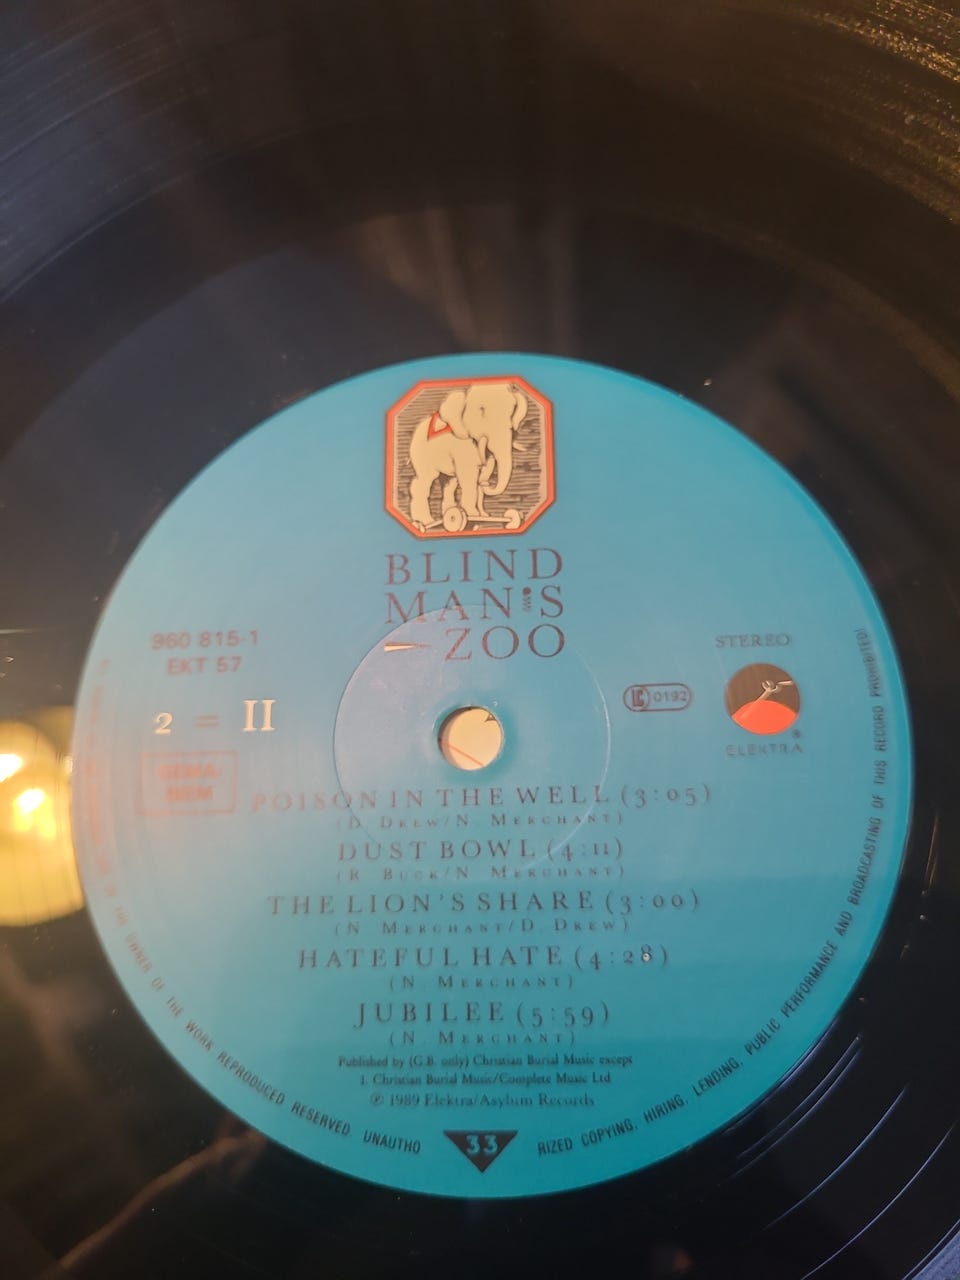 BLIND
MAN'S
ZOO
960 815-1
EKT 57
2 = II
GEMA
BIEM
STEREO
LC 0192
ELEKTRA
®
POISON IN THE WELL (3:05)
(D. DREW/N. MERCHANT)
DUST BOWL (4:11)
(R. BUCK/N. MERCHANT)
THE LION'S SHARE (3:00)
(N. MERCHANT/D. DREW)
HATEFUL HATE (4:28)
(N. MERCHANT)
JUBILEE (5:59)
(N. MERCHANT)
Published by (G.B. only) Christian Burial Music except
1. Christian Burial Music/Complete Music Ltd
℗ 1989 Elektra/Asylum Records
33
THE OWNER OF THE WORK REPRODUCED RESERVED. UNAUTHO
RIZED COPYING, HIRING, LENDING, PUBLIC PERFORMANCE AND BROADCASTING OF THIS RECORD PROHIBITED!